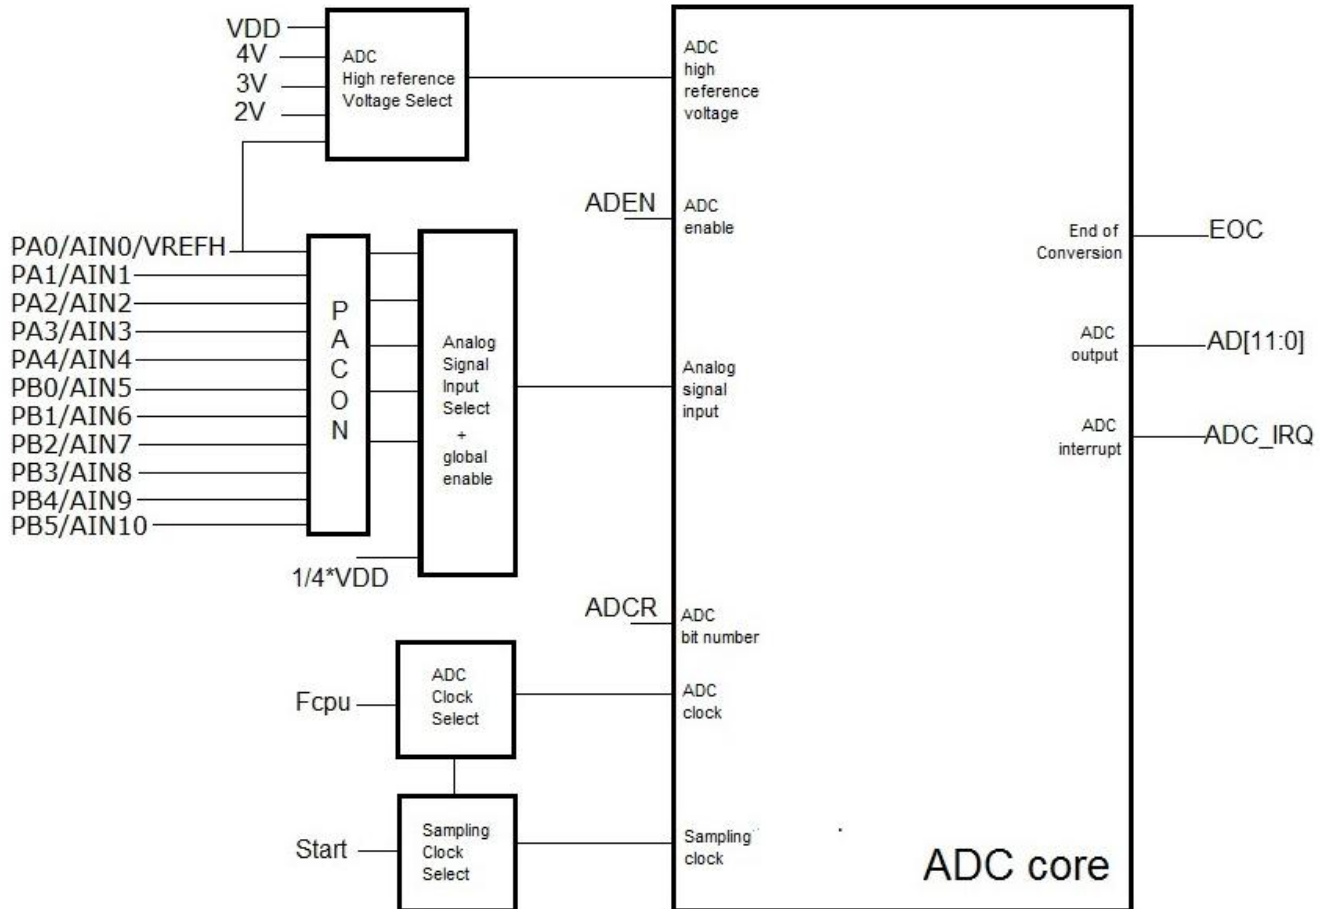 VDD
4V
3V
2V
ADC
High reference
Voltage Select
ADC
high
reference
voltage
ADEN
ADC
enable
PA0/AIN0/VREFH
PA1/AIN1
PA2/AIN2
PA3/AIN3
PA4/AIN4
PB0/AIN5
PB1/AIN6
PB2/AIN7
PB3/AIN8
PB4/AIN9
PB5/AIN10
P
A
C
O
N
Analog
Signal
Input
Select
+
global
enable
1/4*VDD
Analog
signal
input
End of
Conversion
EOC
ADC
output
AD[11:0]
ADC
interrupt
ADC_IRQ
ADCR
ADC
bit number
Fcpu
ADC
Clock
Select
ADC
clock
Start
Sampling
Clock
Select
Sampling
clock
ADC core